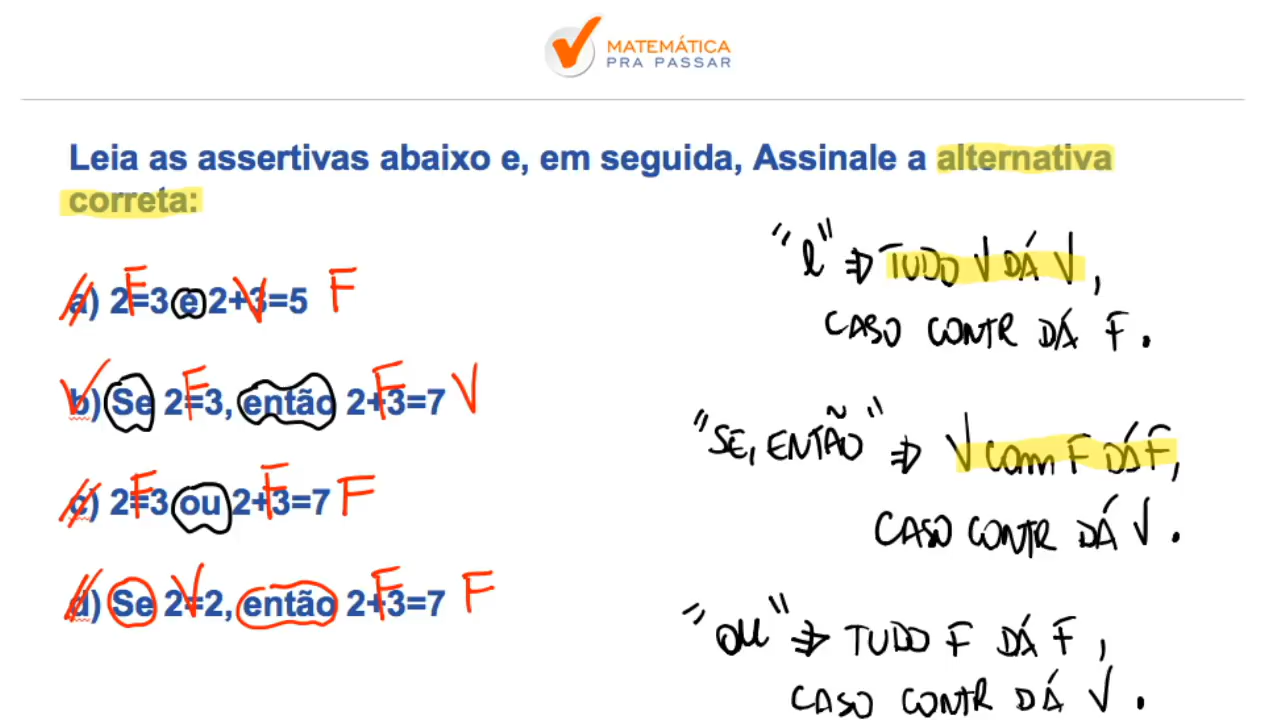 MATEMÁTICA
PRA PASSAR
Leia as assertivas abaixo e, em seguida, Assinale a alternativa
correta:
a) 2=3 e 2+3=5 F
F V
b) Se 2=3, então 2+3=7 V
F F
c) 2=3 ou 2+3=7 F
F F
d) Se 2=2, então 2+3=7 F
V F
"e" ⇒ TUDO V DÁ V,
CASO CONTR DÁ F.
"SE, ENTÃO" ⇒ V com F DÁ F,
CASO CONTR DÁ V.
"ou" ⇒ TUDO F DÁ F,
CASO CONTR DÁ V.